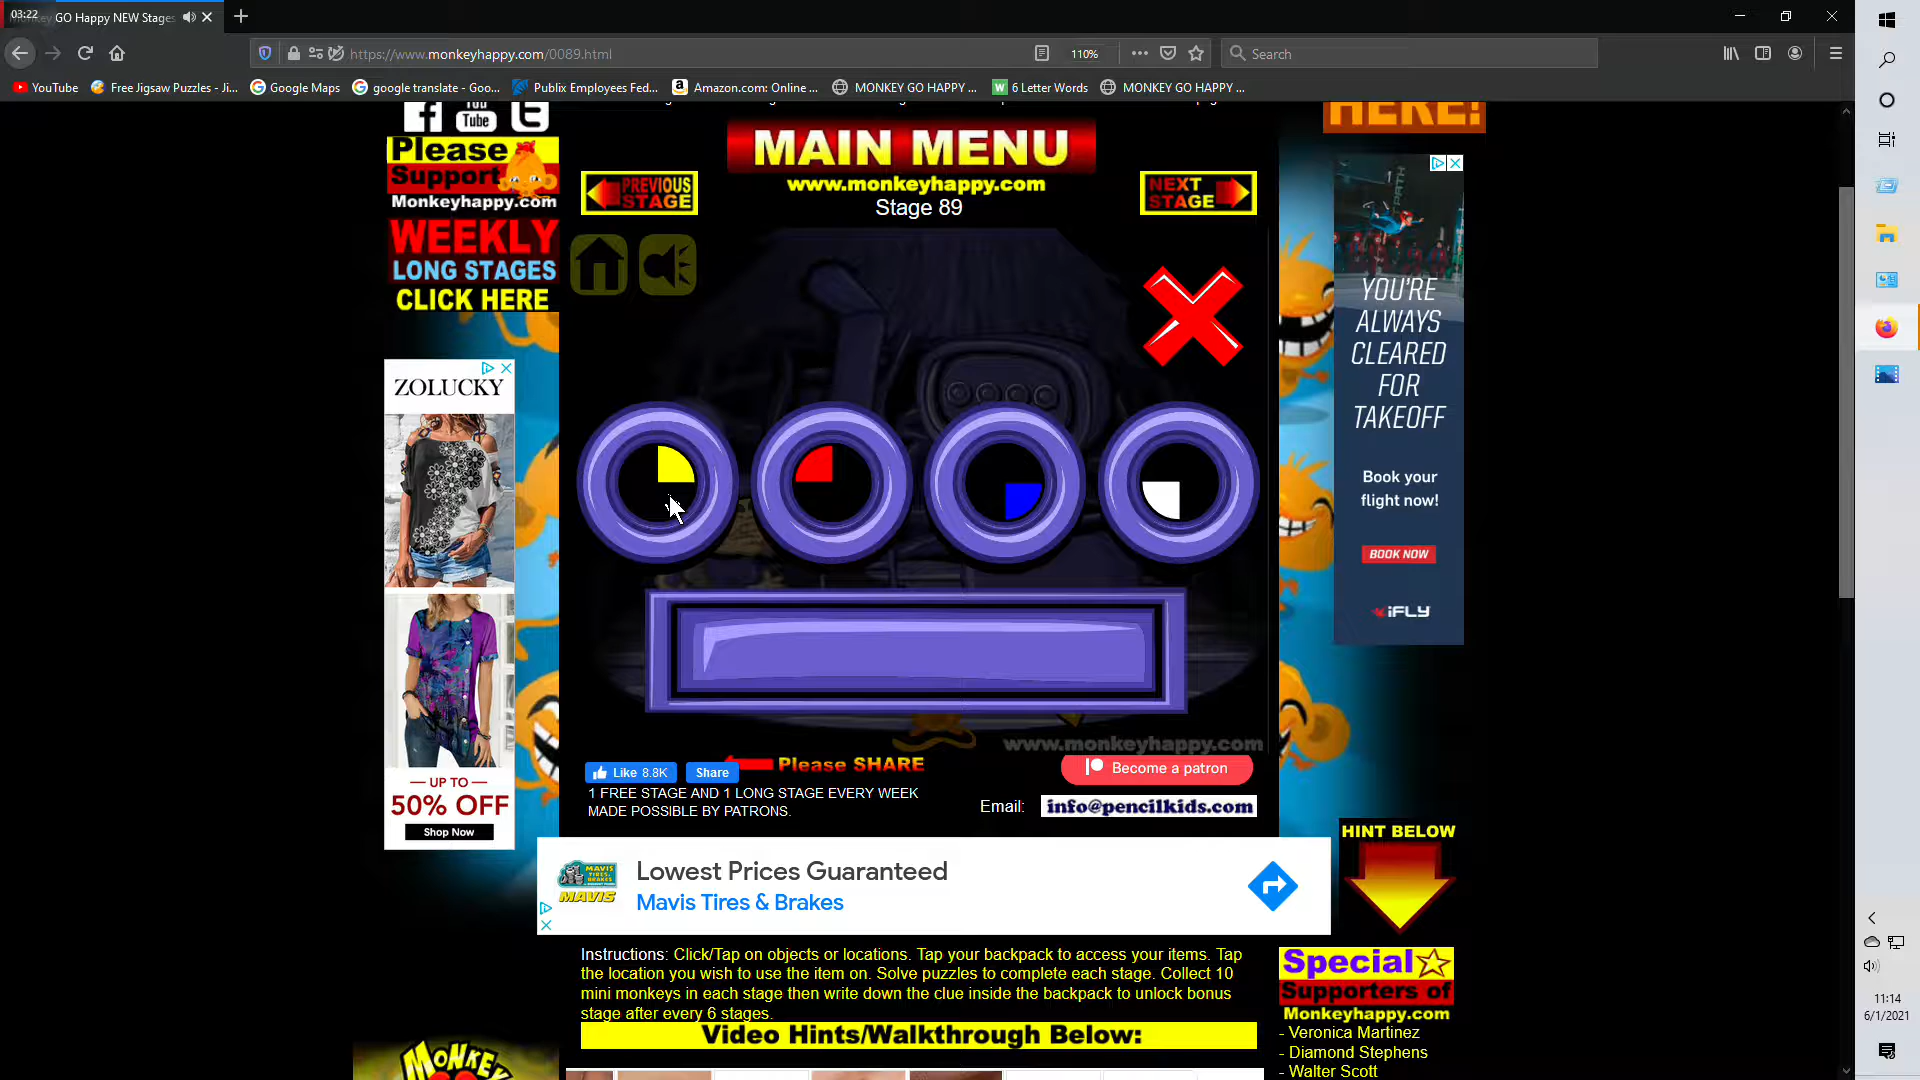 03:22
GO Happy NEW Stages
https://www.monkeyhappy.com/0089.html
110%
Search
YouTube
Free Jigsaw Puzzles - Ji...
Google Maps
google translate - Goo...
Publix Employees Fed...
Amazon.com: Online ...
MONKEY GO HAPPY ...
6 Letter Words
MONKEY GO HAPPY ...
You
Tube
Please
Support
Monkeyhappy.com
WEEKLY
LONG STAGES
CLICK HERE
MAIN MENU
www.monkeyhappy.com
Stage 89
PREVIOUS
STAGE
NEXT
STAGE
HERE!
ZOLUCKY
UP TO
50% OFF
Shop Now
YOU'RE
ALWAYS
CLEARED
FOR
TAKEOFF
Book your
flight now!
BOOK NOW
iFLY
www.monkeyhappy.com
Like 8.8K
Share
Please SHARE
Become a patron
1 FREE STAGE AND 1 LONG STAGE EVERY WEEK
MADE POSSIBLE BY PATRONS.
Email:
info@pencilkids.com
HINT BELOW
MAVIS
Lowest Prices Guaranteed
Mavis Tires & Brakes
Instructions: Click/Tap on objects or locations. Tap your backpack to access your items. Tap
the location you wish to use the item on. Solve puzzles to complete each stage. Collect 10
mini monkeys in each stage then write down the clue inside the backpack to unlock bonus
stage after every 6 stages.
Video Hints/Walkthrough Below:
Special
Supporters of
Monkeyhappy.com
- Veronica Martinez
- Diamond Stephens
- Walter Scott
MONKEY
11:14
6/1/2021